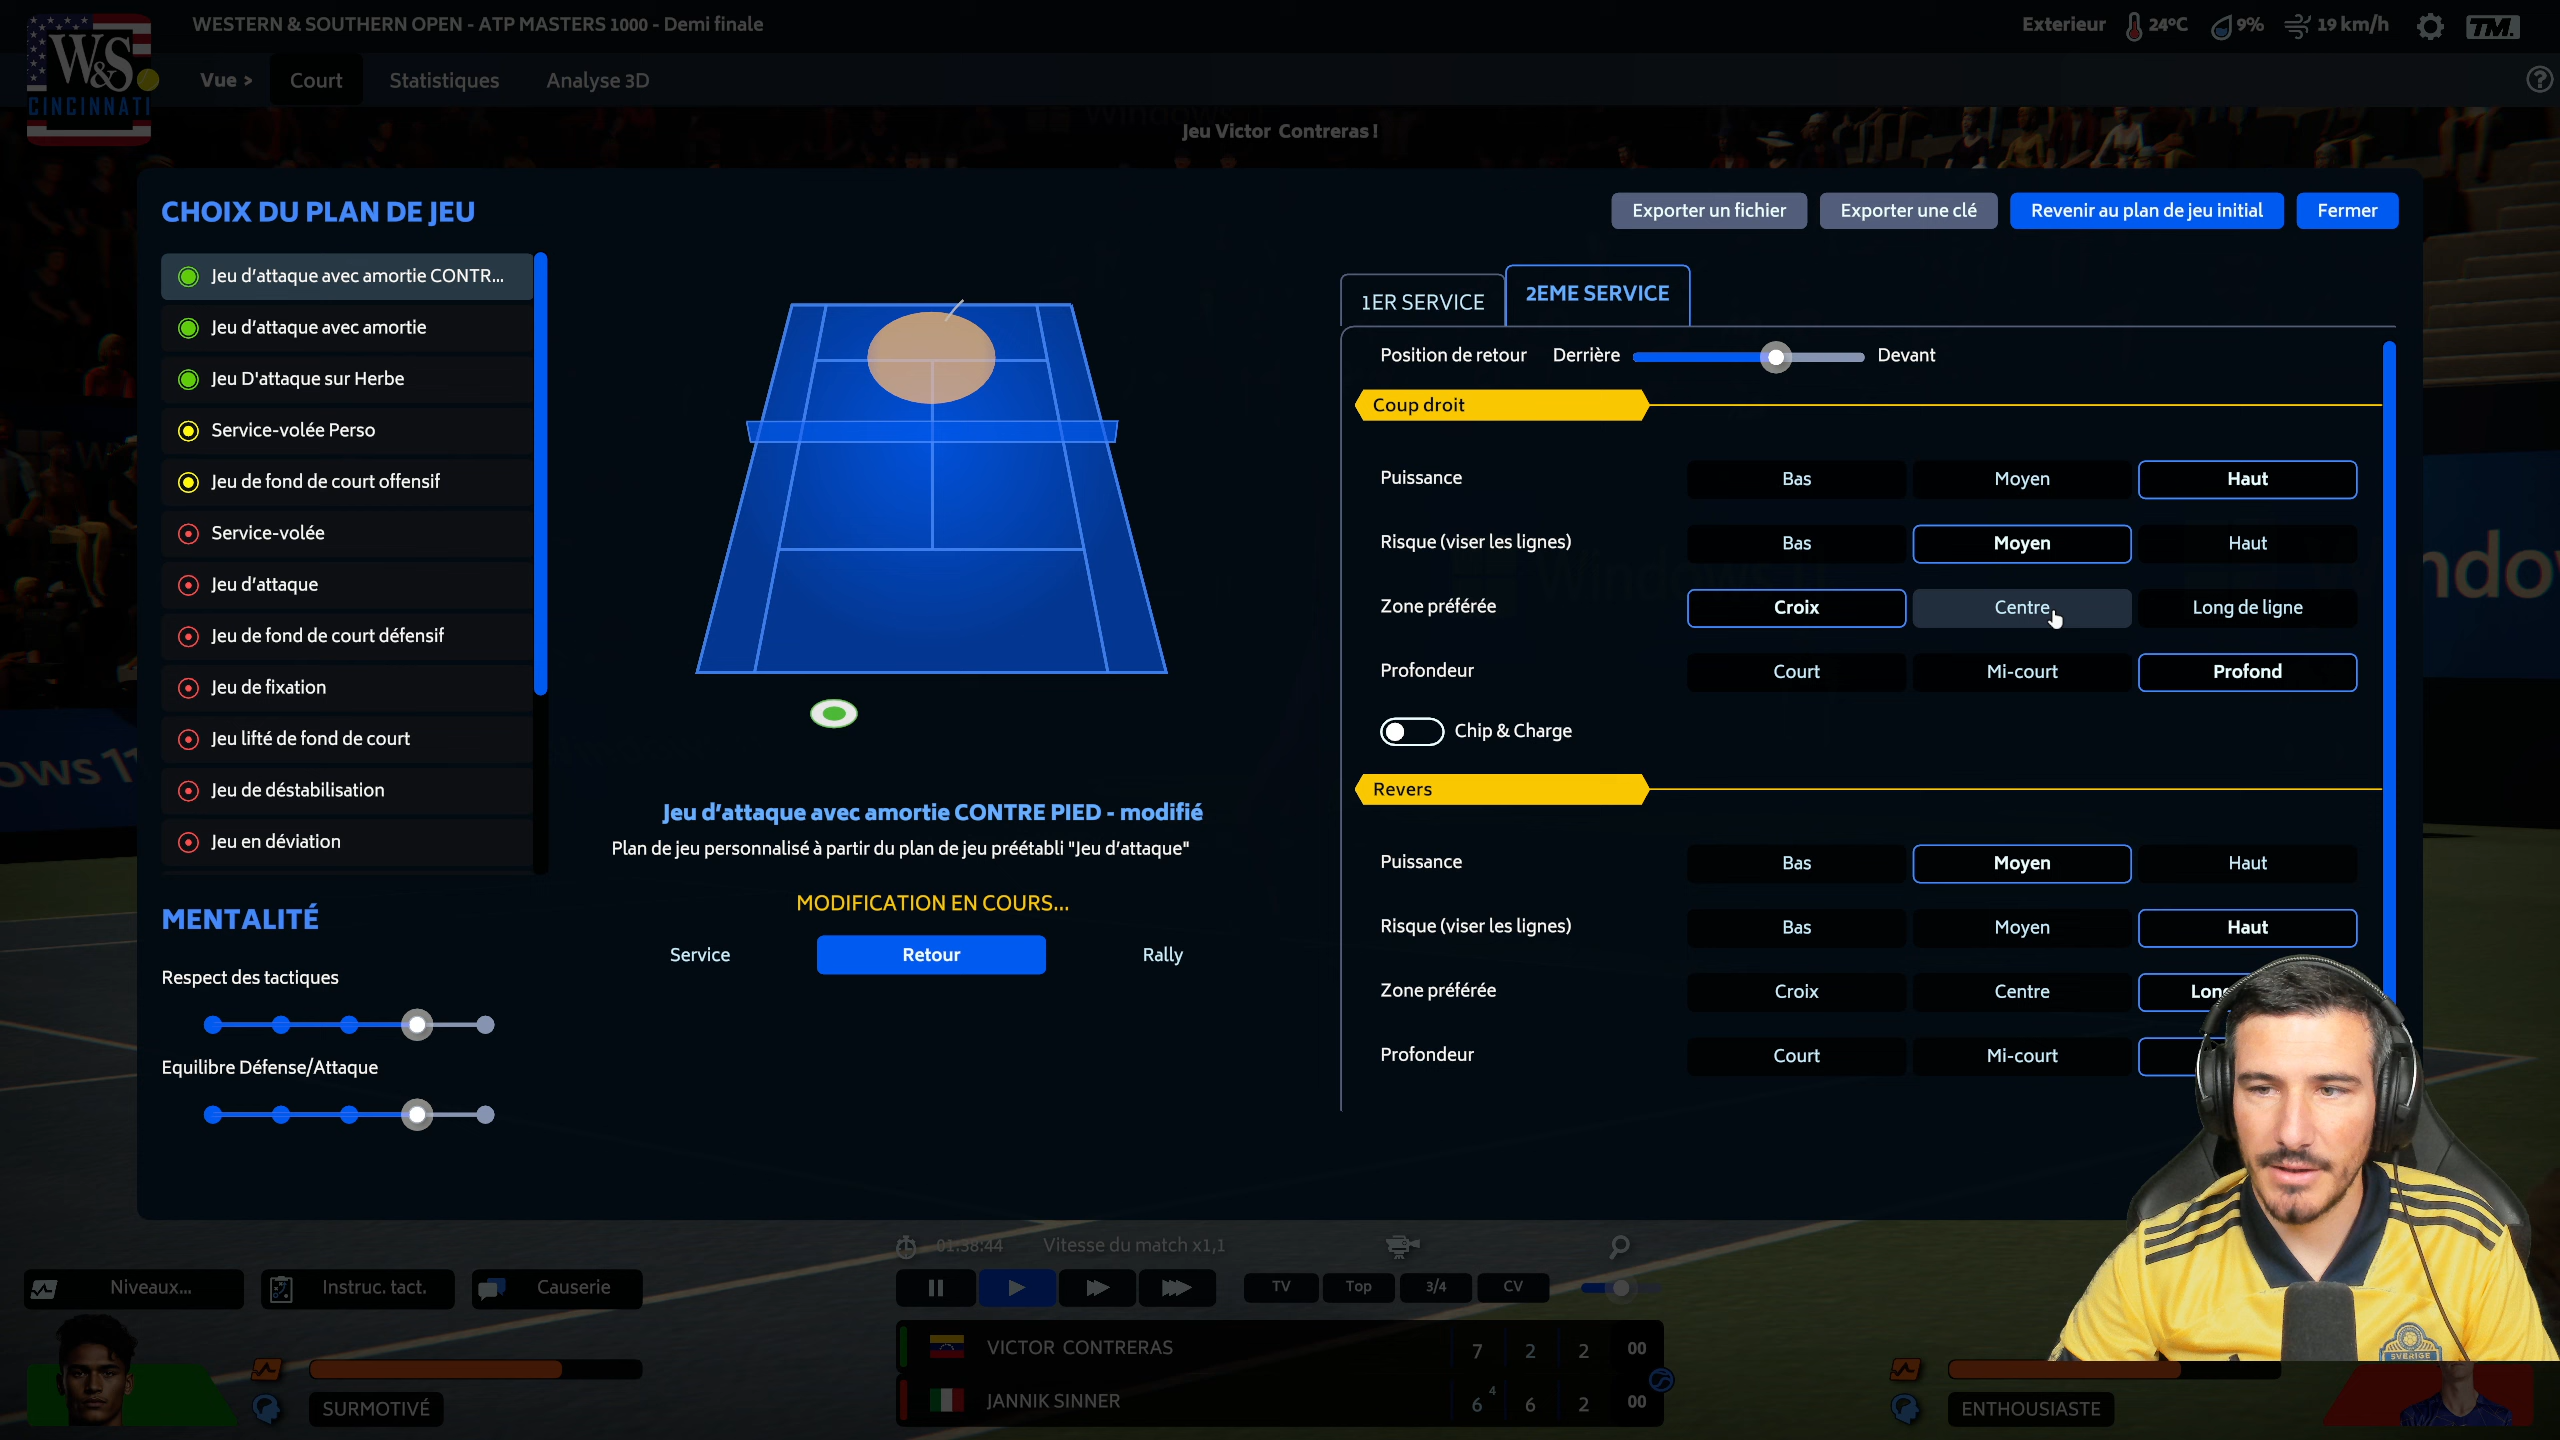 WESTERN & SOUTHERN OPEN - ATP MASTERS 1000 - Demi finale
Exterieur 24°C 9% 19 km/h TM.
W&S
CINCINNATI
Vue > Court Statistiques Analyse 3D
Jeu Victor Contreras !
CHOIX DU PLAN DE JEU
Exporter un fichier Exporter une clé Revenir au plan de jeu initial Fermer
Jeu d'attaque avec amortie CONTR...
Jeu d'attaque avec amortie
Jeu D'attaque sur Herbe
Service-volée Perso
Jeu de fond de court offensif
Service-volée
Jeu d'attaque
Jeu de fond de court défensif
Jeu de fixation
Jeu lifté de fond de court
Jeu de déstabilisation
Jeu en déviation
MENTALITÉ
Respect des tactiques
Equilibre Défense/Attaque
Jeu d'attaque avec amortie CONTRE PIED - modifié
Plan de jeu personnalisé à partir du plan de jeu préétabli "Jeu d'attaque"
MODIFICATION EN COURS...
Service Retour Rally
1ER SERVICE 2EME SERVICE
Position de retour Derrière Devant
Coup droit
Puissance Bas Moyen Haut
Risque (viser les lignes) Bas Moyen Haut
Zone préférée Croix Centre Long de ligne
Profondeur Court Mi-court Profond
Chip & Charge
Revers
Puissance Bas Moyen Haut
Risque (viser les lignes) Bas Moyen Haut
Zone préférée Croix Centre Long
Profondeur Court Mi-court
01:38:44 Vitesse du match x1,1
Niveaux... Instruc. tact. Causerie
TV Top 3/4 CV
VICTOR CONTRERAS 7 2 2 00
JANNIK SINNER 6 4 6 2 00
SURMOTIVÉ
ENTHOUSIASTE
SVERIGE